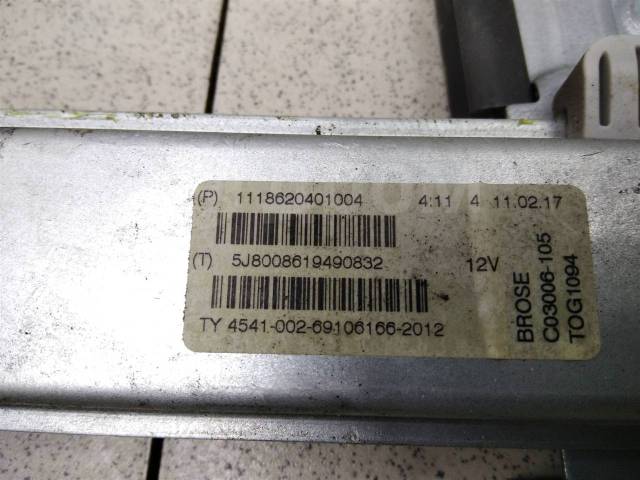 (P) 1118620401004 4:11 4 11.02.17
(T) 5J8008619490832 12V
TY 4541-002-69106166-2012
BROSE
C03006-105
TOG1094